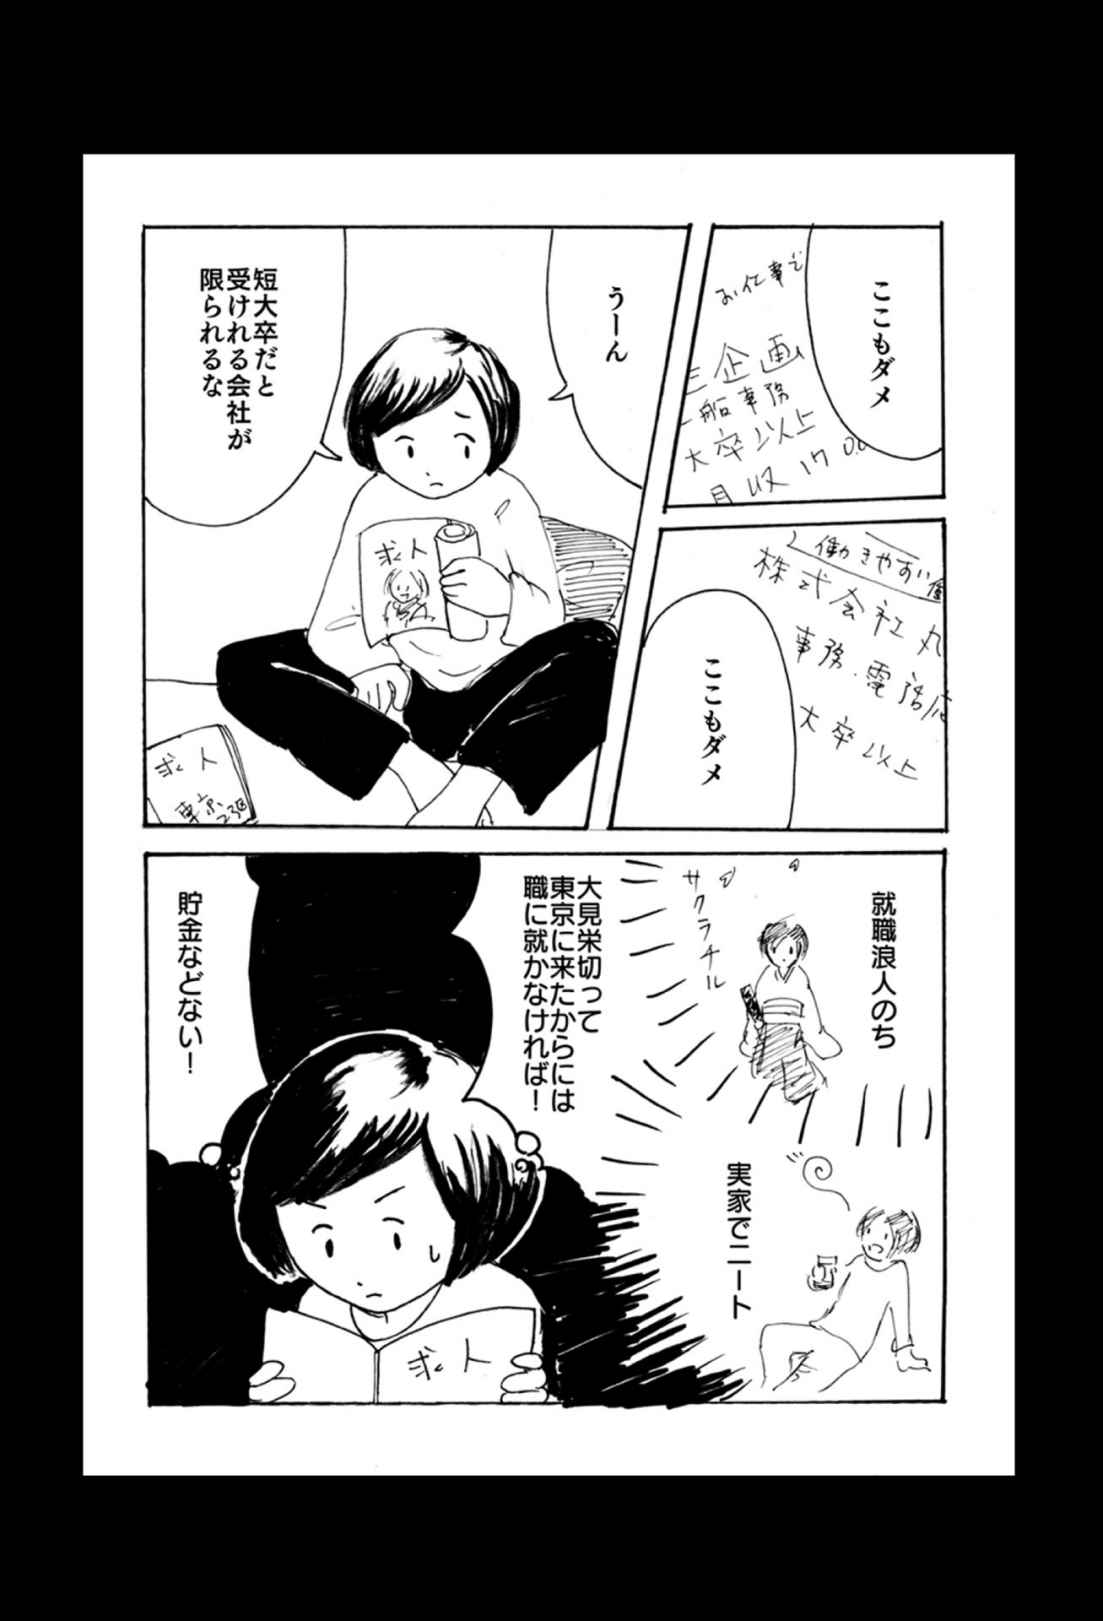 ここもダメ
お仕事ど
三企画
一般事務
大卒以上
月収17
ここもダメ
働きやすい
株式会社丸
事務・電話応
大卒以上
うーん
求人
短大卒だと
受けれる会社が
限られるな
求人
東京
23区
就職浪人のち
サクラチル
実家でニート
大見栄切って
東京に来たからには
職に就かなければ！
貯金などない！
求人